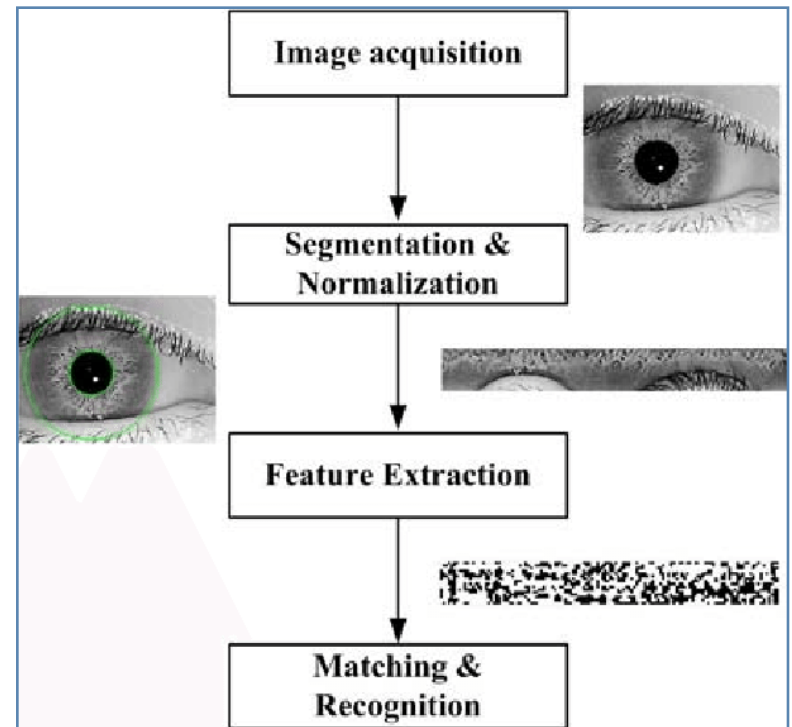 Image acquisition
Segmentation &
Normalization
Feature Extraction
Matching &
Recognition